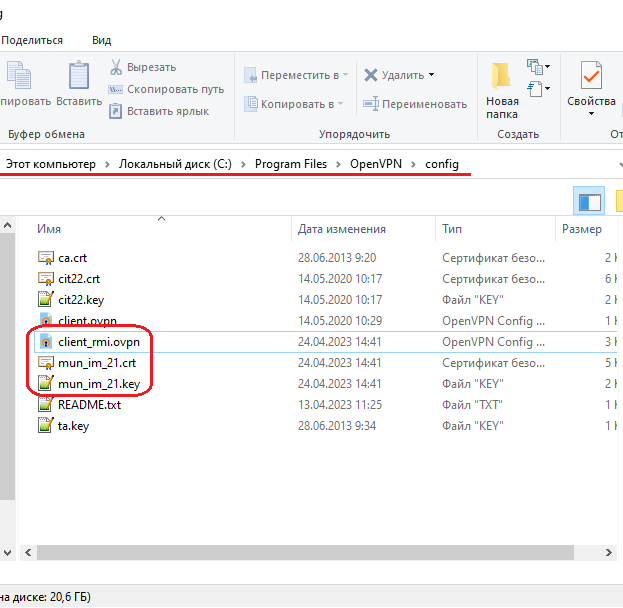 Поделиться Вид
Вырезать
Скопировать путь
Вставить ярлык
Вставить
Буфер обмена
Переместить в
Копировать в
Удалить
Переименовать
Упорядочить
Новая
папка
Создать
Свойства
Этот компьютер > Локальный диск (C:) > Program Files > OpenVPN > config
Имя Дата изменения Тип Размер
ca.crt 28.06.2013 9:20 Сертификат безо... 2
cit22.crt 14.05.2020 10:17 Сертификат безо... 6
cit22.key 14.05.2020 10:17 Файл "KEY" 2
client.ovpn 14.05.2020 10:29 OpenVPN Config ... 1
client_rmi.ovpn 24.04.2023 14:41 OpenVPN Config ... 3
mun_im_21.crt 24.04.2023 14:41 Сертификат безо... 5
mun_im_21.key 24.04.2023 14:41 Файл "KEY" 2
README.txt 13.04.2023 11:25 Файл "TXT" 1
ta.key 28.06.2013 9:34 Файл "KEY" 1
на диске: 20,6 ГБ)